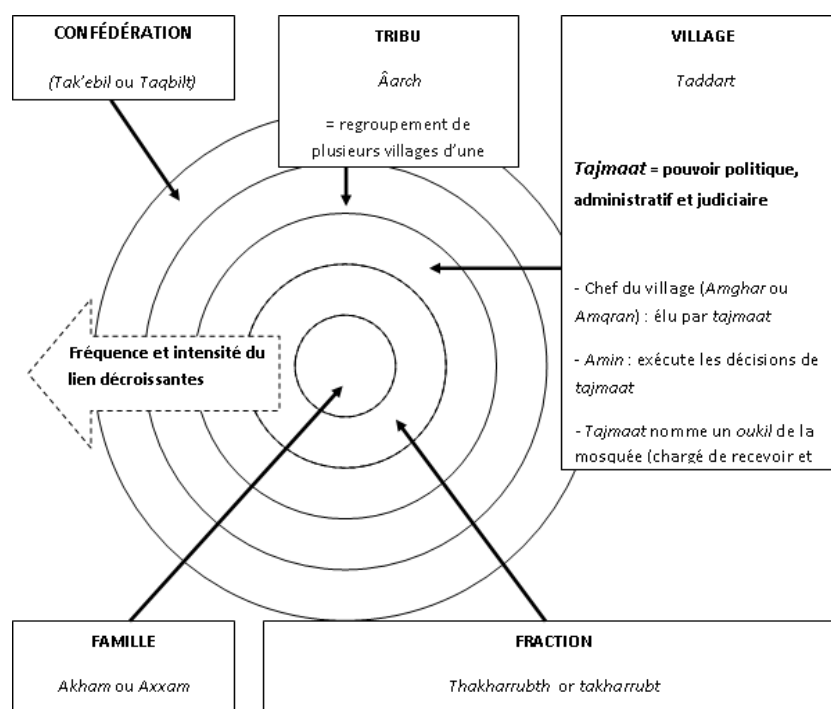 CONFÉDÉRATION
(Tak’ebil ou Taqbilt)
TRIBU
Âarch
= regroupement de
plusieurs villages d’une
VILLAGE
Taddart
Tajmaat = pouvoir politique,
administratif et judiciaire
- Chef du village (Amghar ou
Amqran) : élu par tajmaat
- Amin : exécute les décisions de
tajmaat
- Tajmaat nomme un oukil de la
mosquée (chargé de recevoir et
Fréquence et intensité du
lien décroissantes
FAMILLE
Akham ou Axxam
FRACTION
Thakharrubth or takharrubt